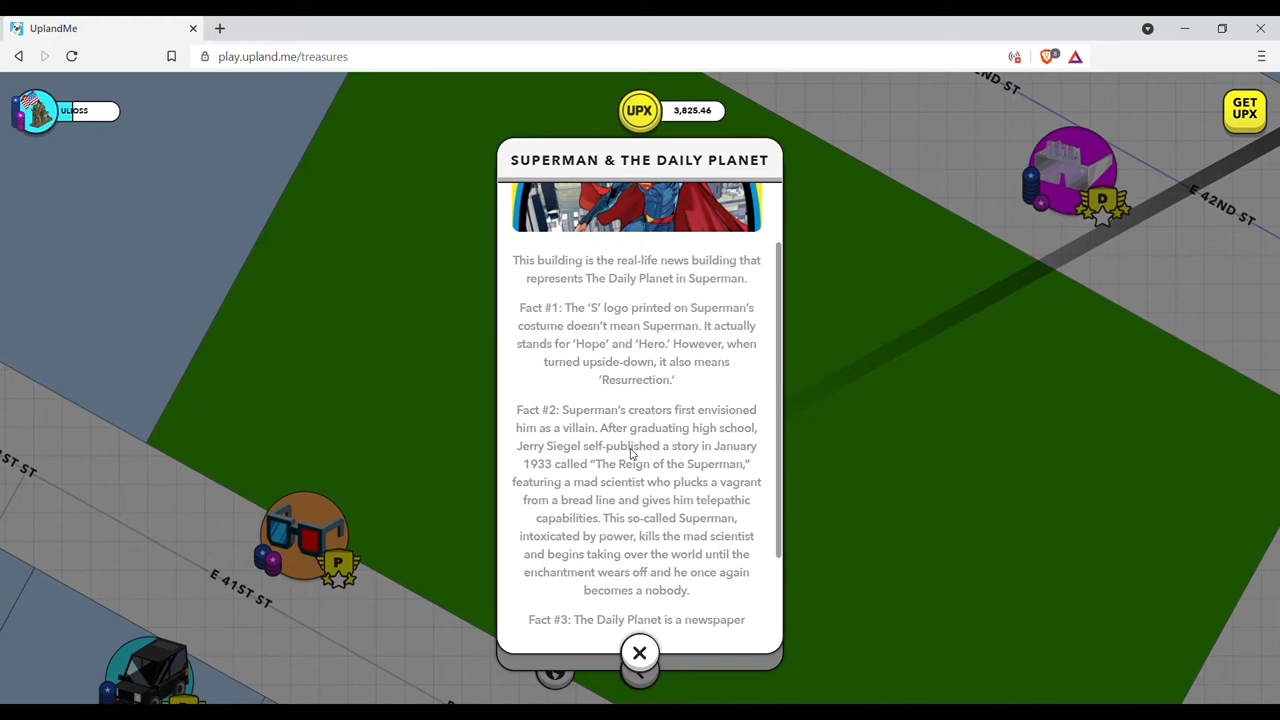 UplandMe
play.upland.me/treasures
8
ULIOSS
UPX
3,825.46
GET
UPX
SUPERMAN & THE DAILY PLANET
This building is the real-life news building that
represents The Daily Planet in Superman.
Fact #1: The ‘S’ logo printed on Superman’s
costume doesn’t mean Superman. It actually
stands for ‘Hope’ and ‘Hero.’ However, when
turned upside-down, it also means
‘Resurrection.’
Fact #2: Superman’s creators first envisioned
him as a villain. After graduating high school,
Jerry Siegel self-published a story in January
1933 called “The Reign of the Superman,”
featuring a mad scientist who plucks a vagrant
from a bread line and gives him telepathic
capabilities. This so-called Superman,
intoxicated by power, kills the mad scientist
and begins taking over the world until the
enchantment wears off and he once again
becomes a nobody.
Fact #3: The Daily Planet is a newspaper
ND ST
D
E 42ND ST
1ST ST
P
E 41ST ST